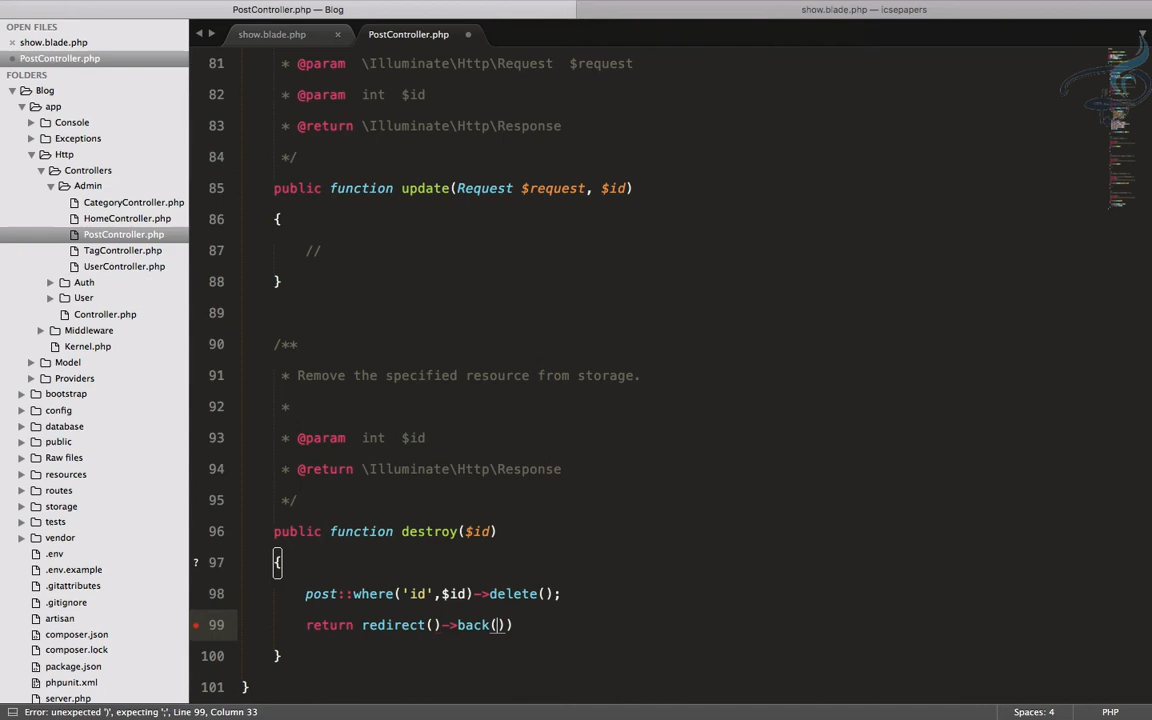 PostController.php — Blog
show.blade.php — icsepapers
OPEN FILES
show.blade.php
PostController.php
FOLDERS
Blog
app
Console
Exceptions
Http
Controllers
Admin
CategoryController.php
HomeController.php
PostController.php
TagController.php
UserController.php
Auth
User
Controller.php
Middleware
Kernel.php
Model
Providers
bootstrap
config
database
public
Raw files
resources
routes
storage
tests
vendor
.env
.env.example
.gitattributes
.gitignore
artisan
composer.json
composer.lock
package.json
phpunit.xml
server.php
show.blade.php
PostController.php
81 * @param \Illuminate\Http\Request $request
82 * @param int $id
83 * @return \Illuminate\Http\Response
84 */
85 public function update(Request $request, $id)
86 {
87 //
88 }
89
90 /**
91 * Remove the specified resource from storage.
92 *
93 * @param int $id
94 * @return \Illuminate\Http\Response
95 */
96 public function destroy($id)
? 97 {
98 post::where('id',$id)->delete();
99 return redirect()->back())
100 }
101 }
Error: unexpected ')', expecting ';', Line 99, Column 33
Spaces: 4
PHP